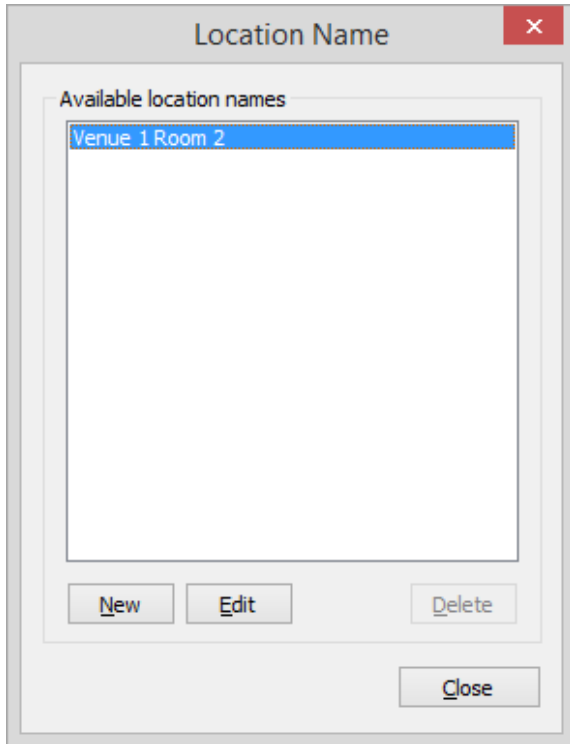 Location Name
Available location names
Venue 1 Room 2
New Edit Delete
Close